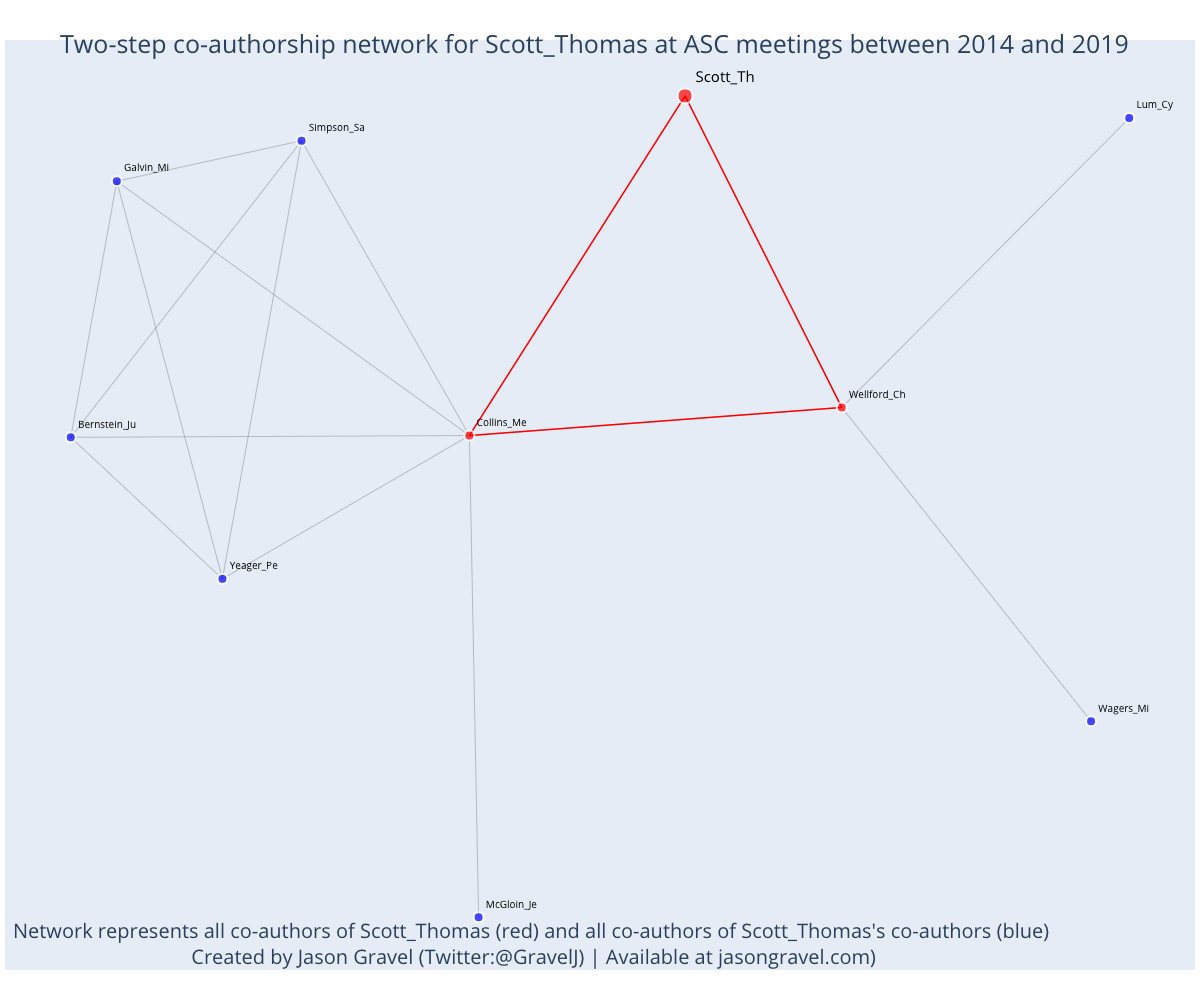 Two-step co-authorship network for Scott_Thomas at ASC meetings between 2014 and 2019
Scott_Th
Lum_Cy
Simpson_Sa
Galvin_Mi
Wellford_Ch
Collins_Me
Bernstein_Ju
Yeager_Pe
Wagers_Mi
McGloin_Je
Network represents all co-authors of Scott_Thomas (red) and all co-authors of Scott_Thomas's co-authors (blue)
Created by Jason Gravel (Twitter:@GravelJ) | Available at jasongravel.com)